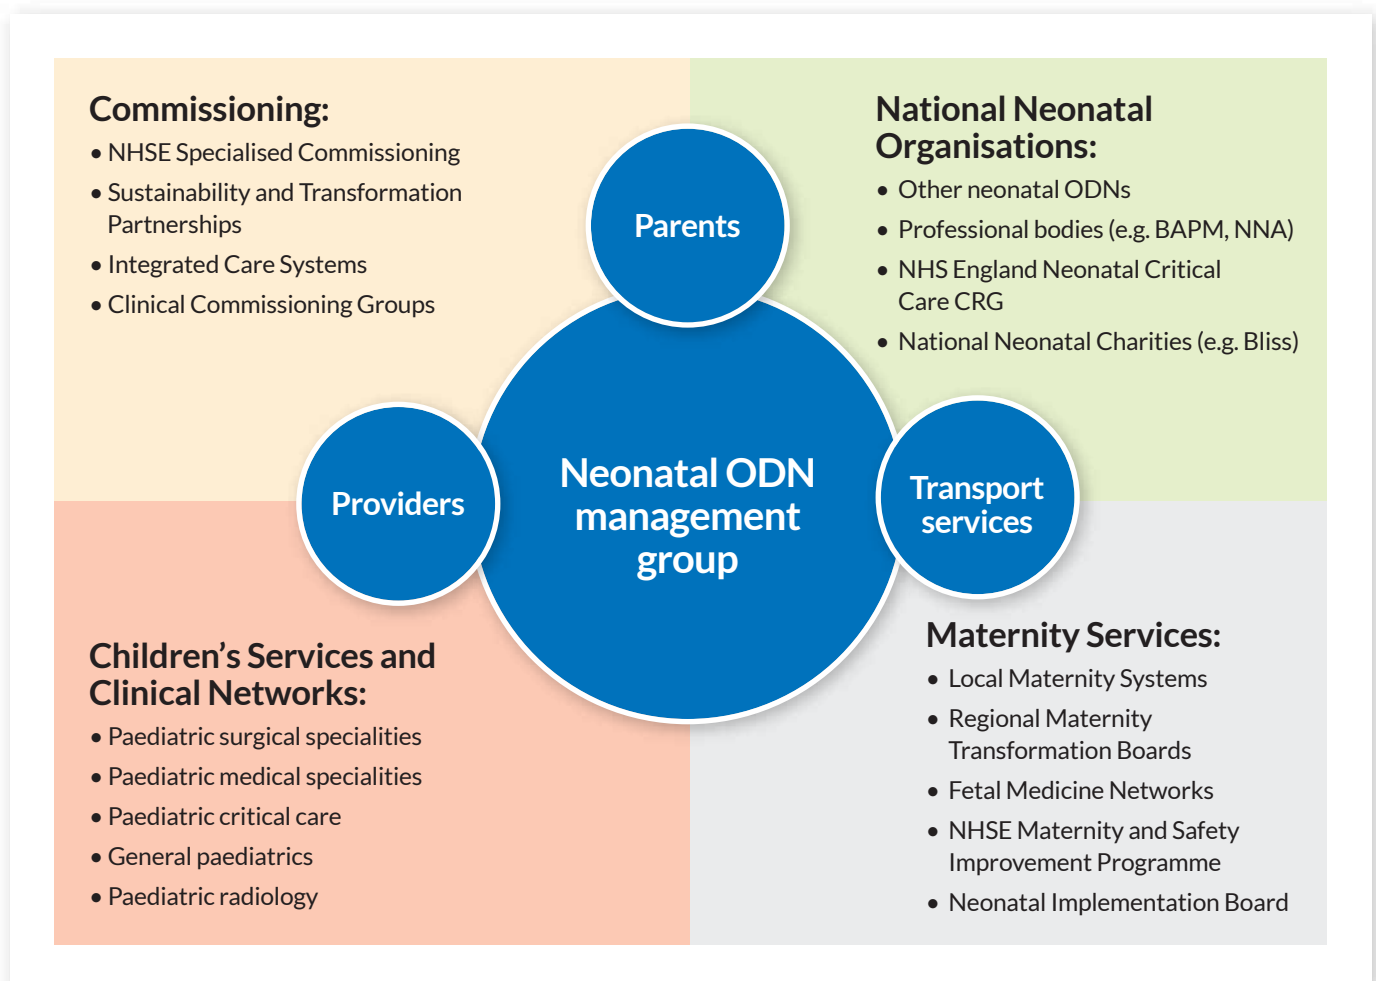 Commissioning:
• NHSE Specialised Commissioning
• Sustainability and Transformation
Partnerships
• Integrated Care Systems
• Clinical Commissioning Groups
National Neonatal
Organisations:
• Other neonatal ODNs
• Professional bodies (e.g. BAPM, NNA)
• NHS England Neonatal Critical
Care CRG
• National Neonatal Charities (e.g. Bliss)
Parents
Providers
Neonatal ODN
management
group
Transport
services
Children’s Services and
Clinical Networks:
• Paediatric surgical specialities
• Paediatric medical specialities
• Paediatric critical care
• General paediatrics
• Paediatric radiology
Maternity Services:
• Local Maternity Systems
• Regional Maternity
Transformation Boards
• Fetal Medicine Networks
• NHSE Maternity and Safety
Improvement Programme
• Neonatal Implementation Board